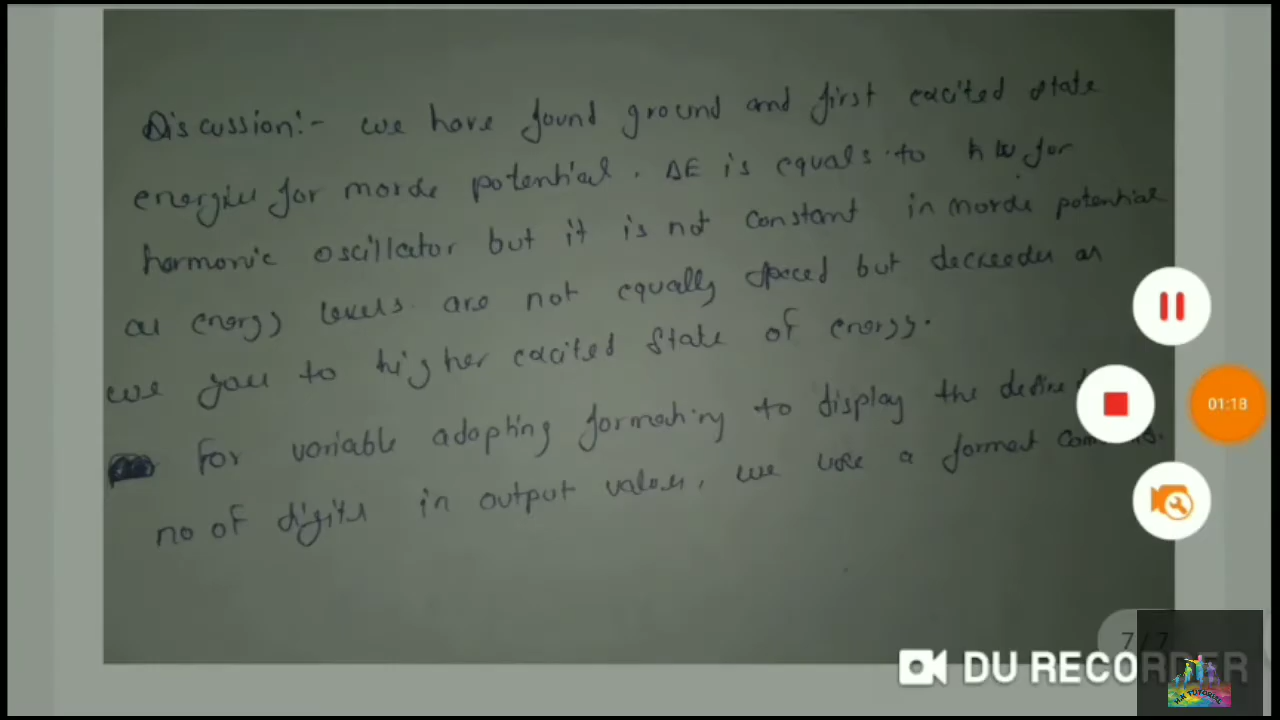 Discussion:- we have found ground and first excited state
energies for morse potential. ΔE is equals to ħω for
harmonic oscillator but it is not constant in morse potential
as energy levels are not equally spaced but decreases as
we goes to higher excited state of energy.
For variable adopting formating to display the
no of digits in output values, we use a format
7/7
01:18
DU RECORDER